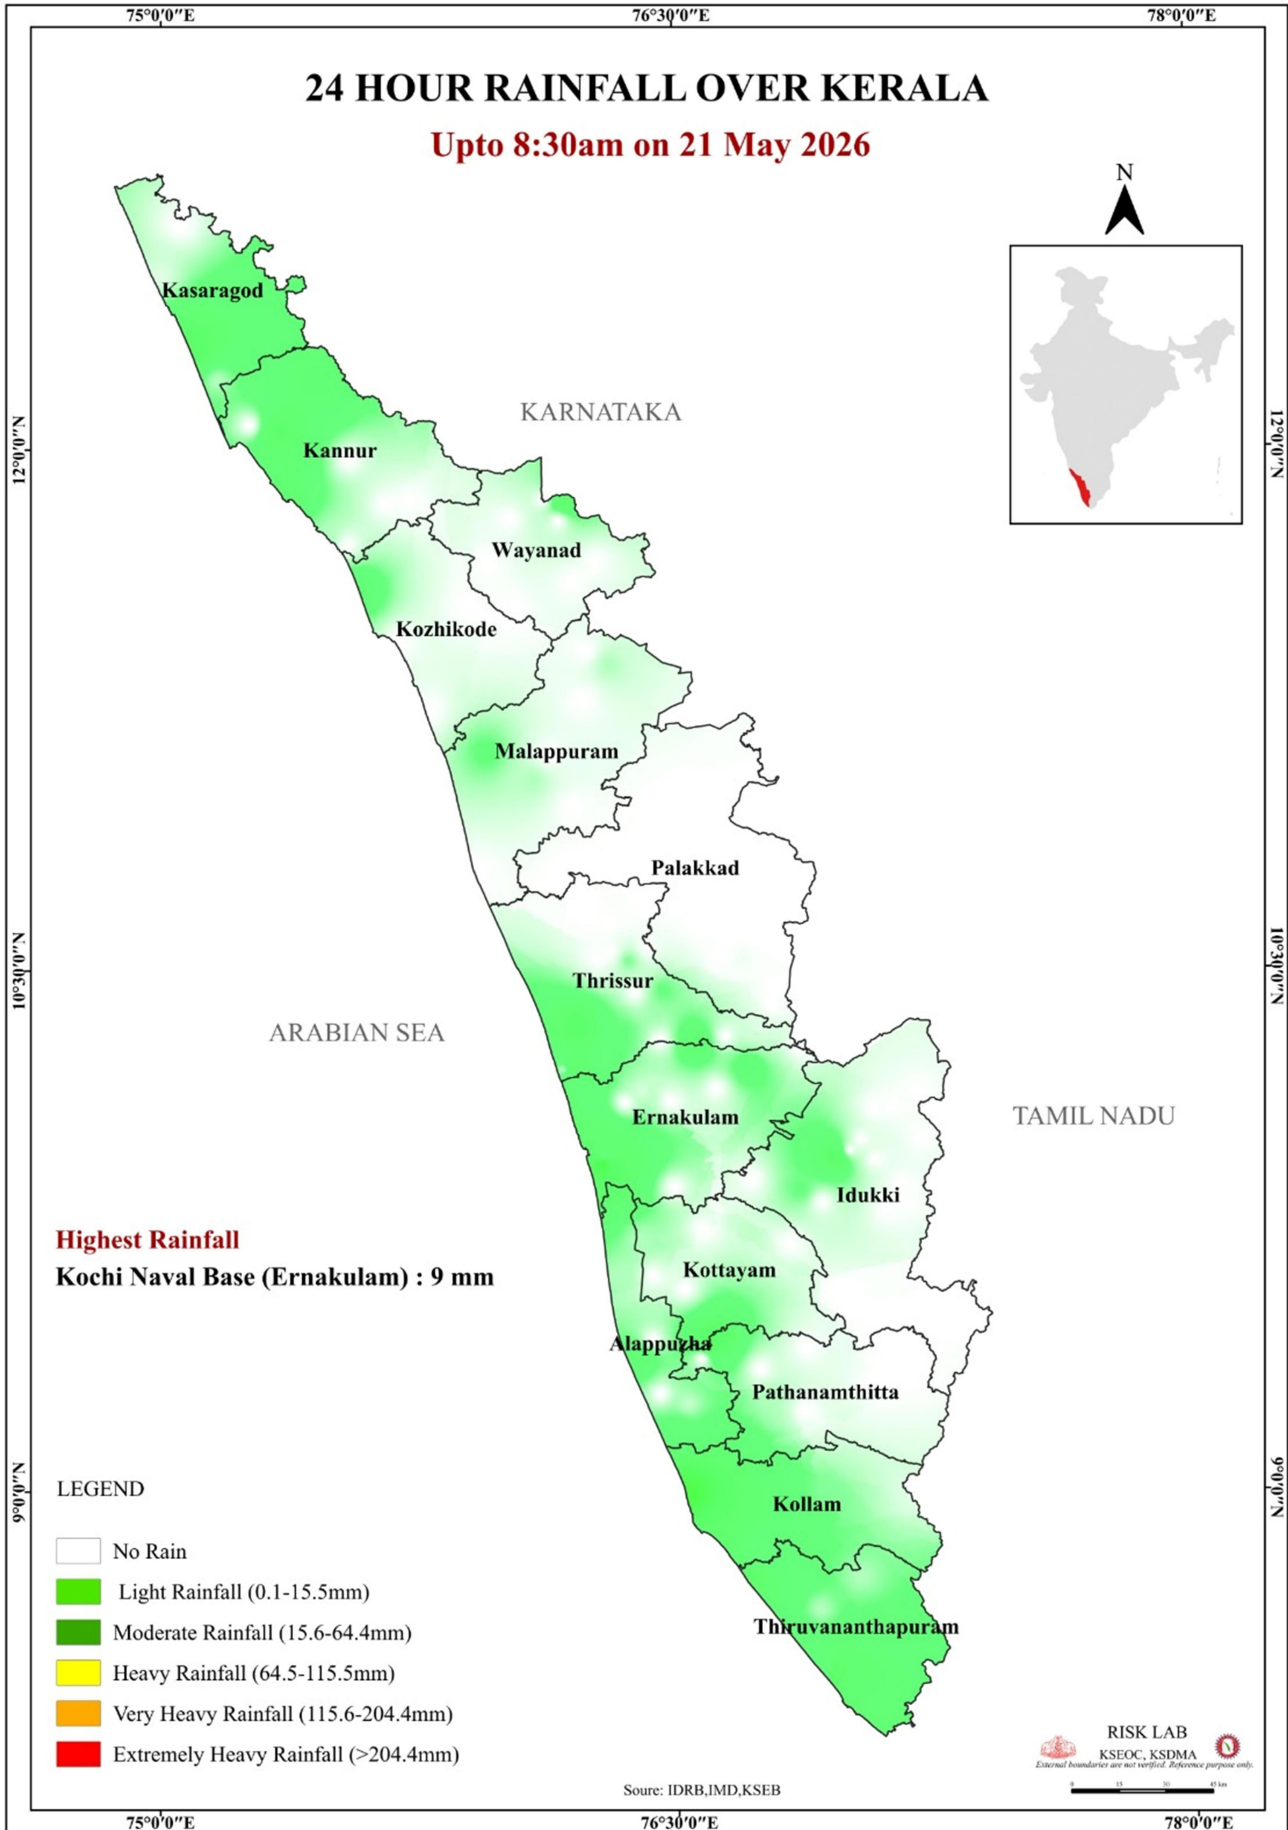 75°0'0"E 76°30'0"E 78°0'0"E
24 HOUR RAINFALL OVER KERALA
Upto 8:30am on 21 May 2026
N
Kasaragod
KARNATAKA
12°0'0"N 12°0'0"N
Kannur
Wayanad
Kozhikode
Malappuram
Palakkad
10°30'0"N 10°30'0"N
Thrissur
ARABIAN SEA
Ernakulam
TAMIL NADU
Idukki
Highest Rainfall
Kochi Naval Base (Ernakulam) : 9 mm
Kottayam
Alappuzha
Pathanamthitta
9°0'0"N 9°0'0"N
Kollam
Thiruvananthapuram
LEGEND
No Rain
Light Rainfall (0.1-15.5mm)
Moderate Rainfall (15.6-64.4mm)
Heavy Rainfall (64.5-115.5mm)
Very Heavy Rainfall (115.6-204.4mm)
Extremely Heavy Rainfall (>204.4mm)
RISK LAB
KSEOC, KSDMA
External boundaries are not verified. Reference purpose only.
0 15 30 45 km
Soure: IDRB,IMD,KSEB
75°0'0"E 76°30'0"E 78°0'0"E